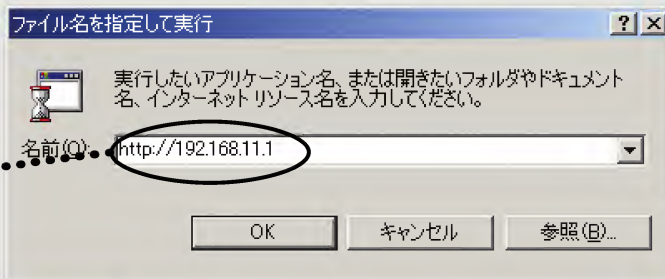 ファイル名を指定して実行
実行したいアプリケーション名、または開きたいフォルダやドキュメント
名、インターネット リソース名を入力してください。
名前(O): http://192.168.11.1
OK キャンセル 参照(B)...